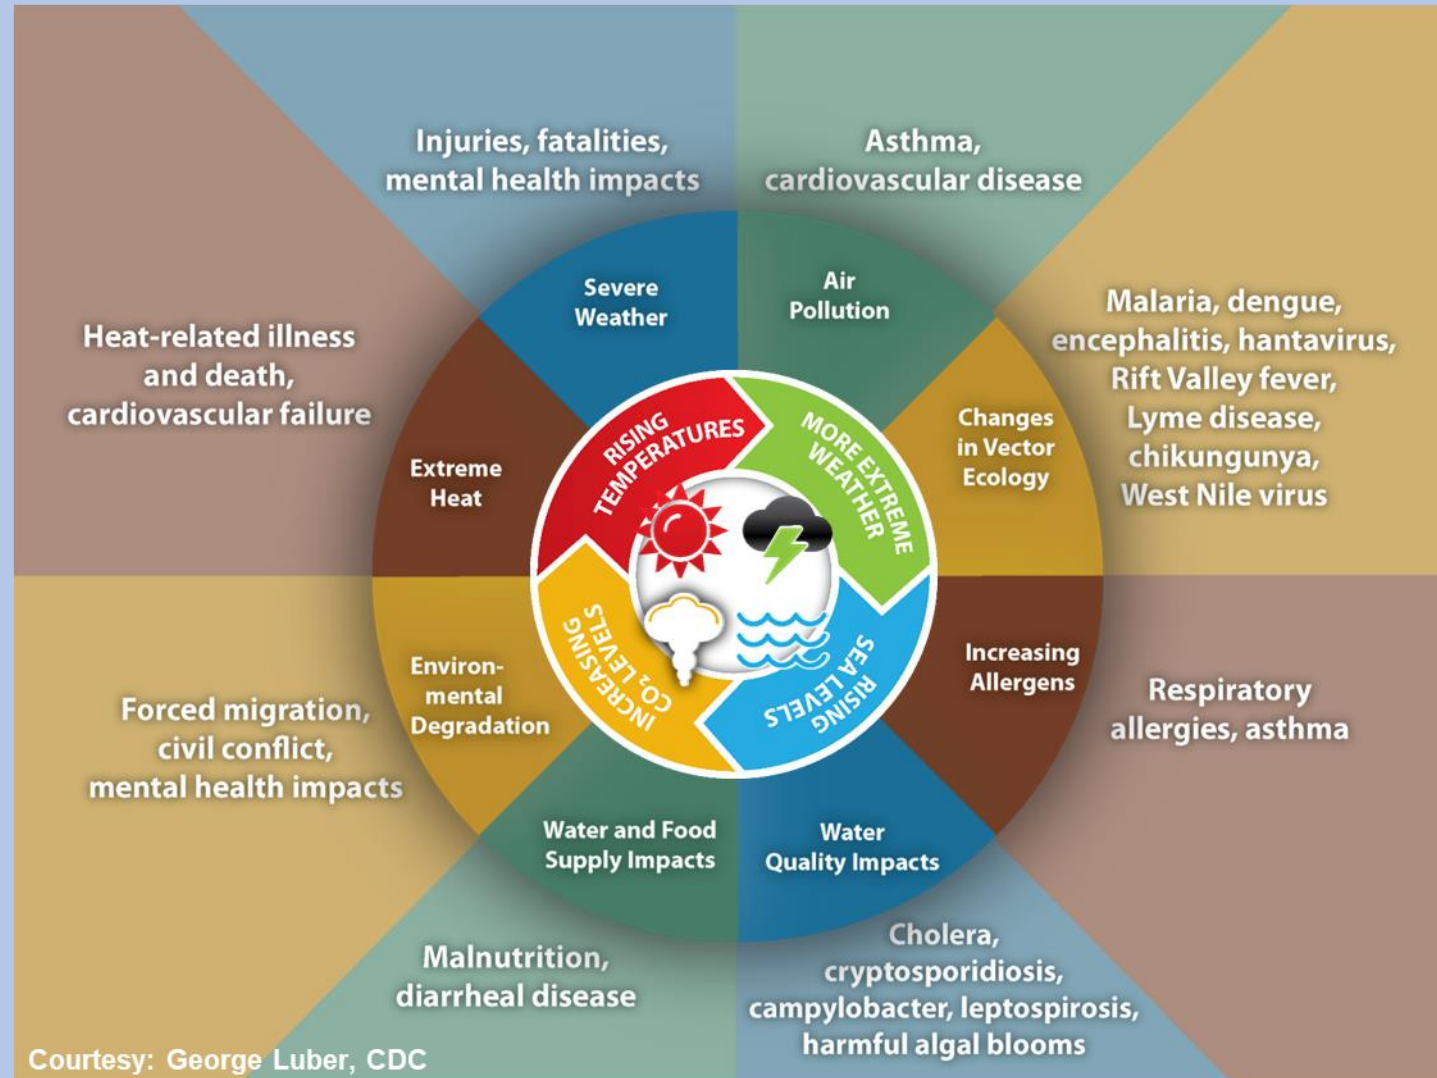 Injuries, fatalities,
mental health impacts
Asthma,
cardiovascular disease
Severe
Weather
Air
Pollution
Malaria, dengue,
encephalitis, hantavirus,
Rift Valley fever,
Lyme disease,
chikungunya,
West Nile virus
Heat-related illness
and death,
cardiovascular failure
Changes
in Vector
Ecology
Extreme
Heat
RISING
TEMPERATURES
MORE EXTREME
WEATHER
RISING
SEA LEVELS
INCREASING
CO₂ LEVELS
Increasing
Allergens
Environ-
mental
Degradation
Respiratory
allergies, asthma
Forced migration,
civil conflict,
mental health impacts
Water and Food
Supply Impacts
Water
Quality Impacts
Malnutrition,
diarrheal disease
Cholera,
cryptosporidiosis,
campylobacter, leptospirosis,
harmful algal blooms
Courtesy: George Luber, CDC